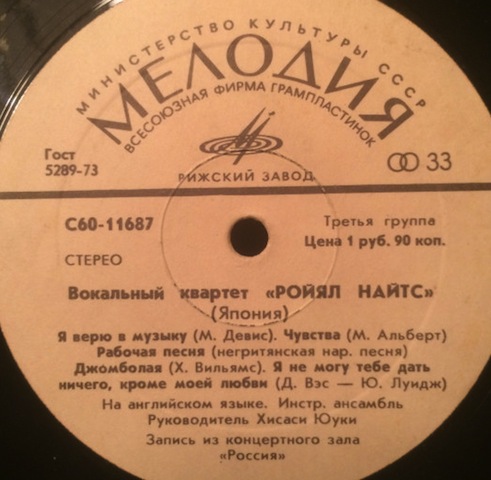 МИНИСТЕРСТВО КУЛЬТУРЫ СССР
МЕЛОДИЯ
ВСЕСОЮЗНАЯ ФИРМА ГРАМПЛАСТИНОК
Гост
5289-73
РИЖСКИЙ ЗАВОД
33
С60-11687
Третья группа
Цена 1 руб. 90 коп.
СТЕРЕО
Вокальный квартет «РОЙЯЛ НАЙТС»
(Япония)
Я верю в музыку (М. Девис). Чувства (М. Альберт)
Рабочая песня (негритянская нар. песня)
Джомболая (Х. Вильямс). Я не могу тебе дать
ничего, кроме моей любви (Д. Вэс — Ю. Луидж)
На английском языке. Инстр. ансамбль
Руководитель Хисаси Юуки
Запись из концертного зала
«Россия»